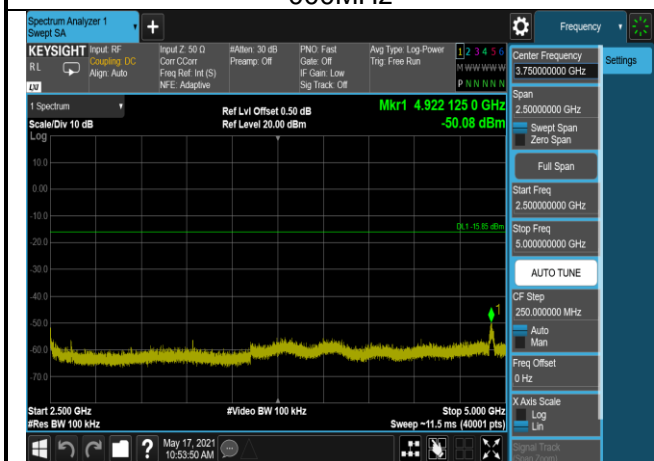 Spectrum Analyzer 1
Swept SA
Frequency
KEYSIGHT
RL
LXI
Input: RF
Coupling: DC
Align: Auto
Input Z: 50 Ω
Corr CCorr
Freq Ref: Int (S)
NFE: Adaptive
#Atten: 30 dB
Preamp: Off
PNO: Fast
Gate: Off
IF Gain: Low
Sig Track: Off
Avg Type: Log-Power
Trig: Free Run
1 2 3 4 5 6
M W W W W W
P N N N N N
1 Spectrum
Scale/Div 10 dB
Log
Ref Lvl Offset 0.50 dB
Ref Level 20.00 dBm
Mkr1 4.922 125 0 GHz
-50.08 dBm
10.0
0.00
-10.0
-20.0
-30.0
-40.0
-50.0
-60.0
-70.0
DL1 -15.85 dBm
1
Start 2.500 GHz
#Res BW 100 kHz
#Video BW 100 kHz
Stop 5.000 GHz
Sweep ~11.5 ms (40001 pts)
Center Frequency
3.750000000 GHz
Settings
Span
2.50000000 GHz
Swept Span
Zero Span
Full Span
Start Freq
2.500000000 GHz
Stop Freq
5.000000000 GHz
AUTO TUNE
CF Step
250.000000 MHz
Auto
Man
Freq Offset
0 Hz
X Axis Scale
Log
Lin
Signal Track
(Span Zoom)
?
May 17, 2021
10:53:50 AM